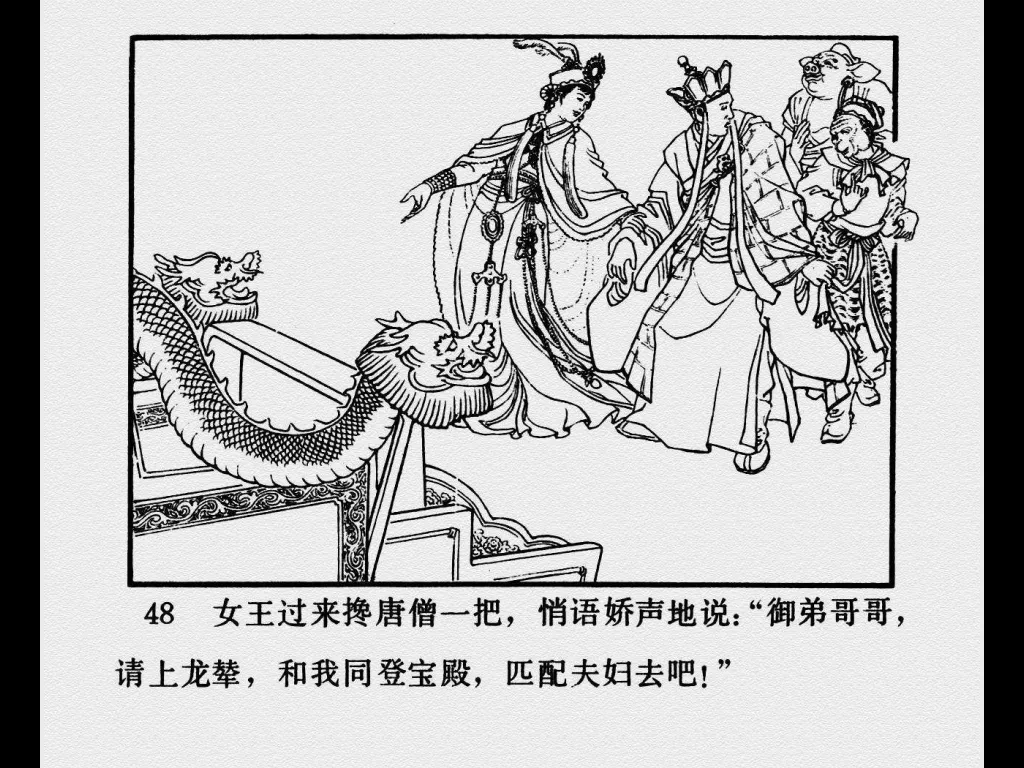 48 女王过来搀唐僧一把，悄语娇声地说：“御弟哥哥，
请上龙辇，和我同登宝殿，匹配夫妇去吧！”